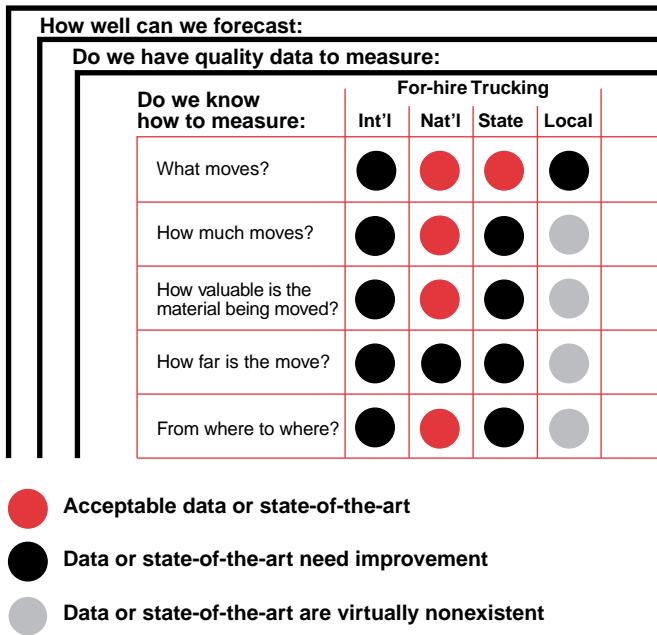 How well can we forecast:
Do we have quality data to measure:
For-hire Trucking
Do we know
how to measure:
Int'l Nat'l State Local
What moves?
How much moves?
How valuable is the
material being moved?
How far is the move?
From where to where?
Acceptable data or state-of-the-art
Data or state-of-the-art need improvement
Data or state-of-the-art are virtually nonexistent